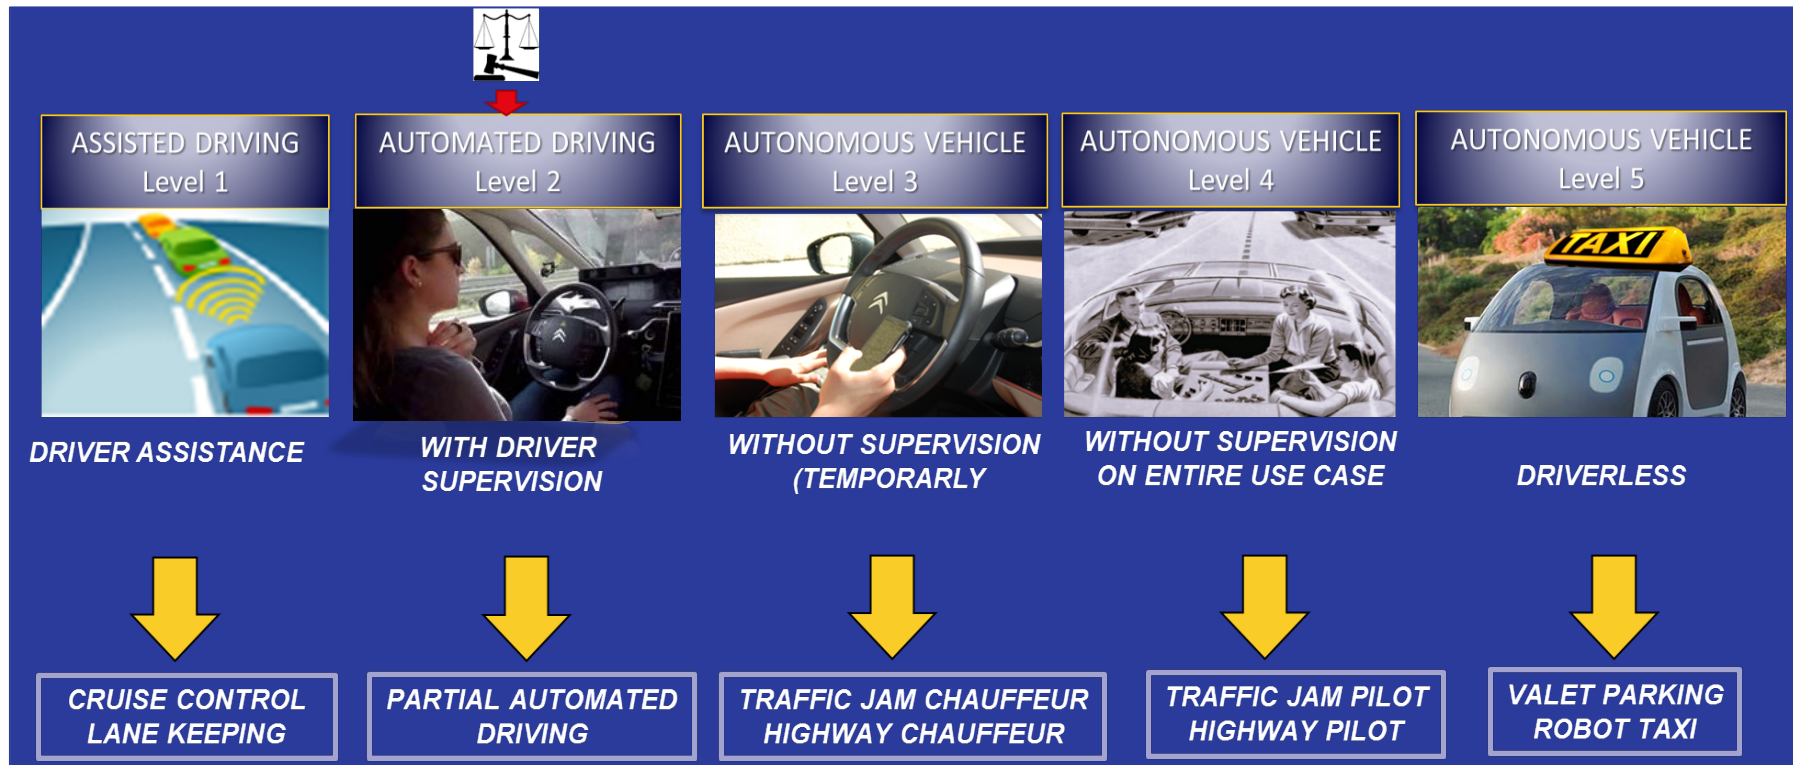 ASSISTED DRIVING
Level 1
AUTOMATED DRIVING
Level 2
AUTONOMOUS VEHICLE
Level 3
AUTONOMOUS VEHICLE
Level 4
AUTONOMOUS VEHICLE
Level 5
TAXI
DRIVER ASSISTANCE
WITH DRIVER
SUPERVISION
WITHOUT SUPERVISION
(TEMPORARLY
WITHOUT SUPERVISION
ON ENTIRE USE CASE
DRIVERLESS
CRUISE CONTROL
LANE KEEPING
PARTIAL AUTOMATED
DRIVING
TRAFFIC JAM CHAUFFEUR
HIGHWAY CHAUFFEUR
TRAFFIC JAM PILOT
HIGHWAY PILOT
VALET PARKING
ROBOT TAXI